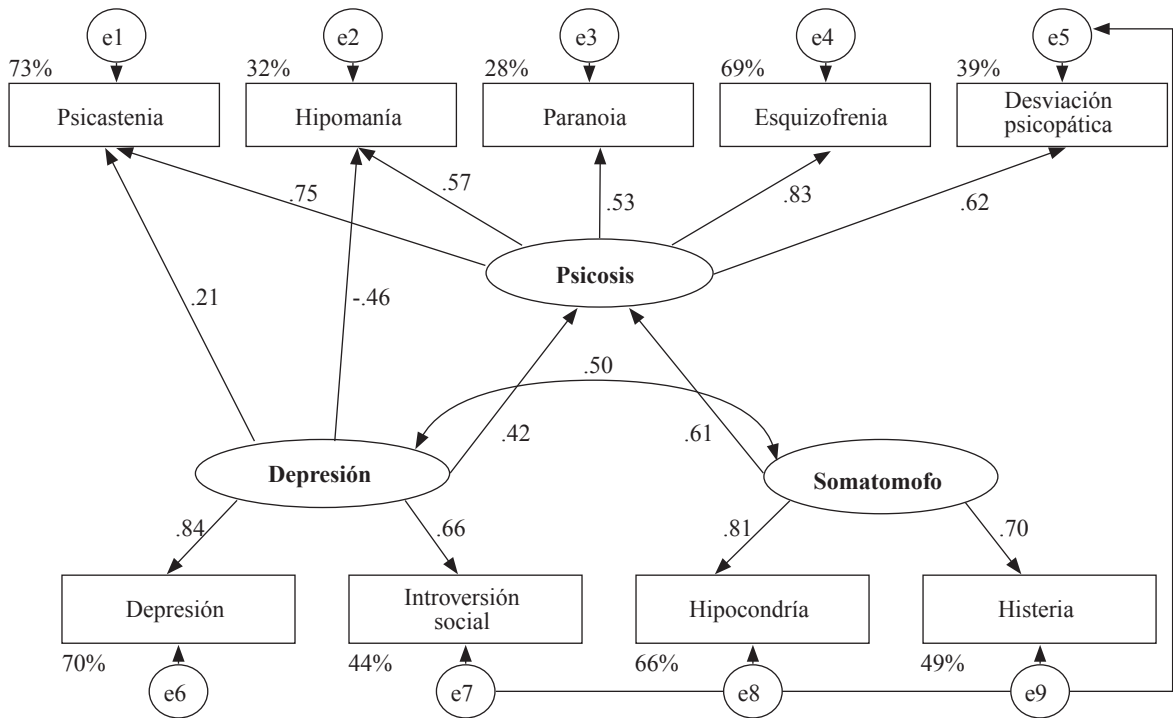 e1
e2
e3
e4
e5
73%
32%
28%
69%
39%
Psicastenia
Hipomanía
Paranoia
Esquizofrenia
Desviación
psicopática
.75
.57
.53
.83
.62
Psicosis
.21
-.46
.50
.42
.61
Depresión
Somatomofo
.84
.66
.81
.70
Depresión
Introversión
social
Hipocondría
Histeria
70%
44%
66%
49%
e6
e7
e8
e9